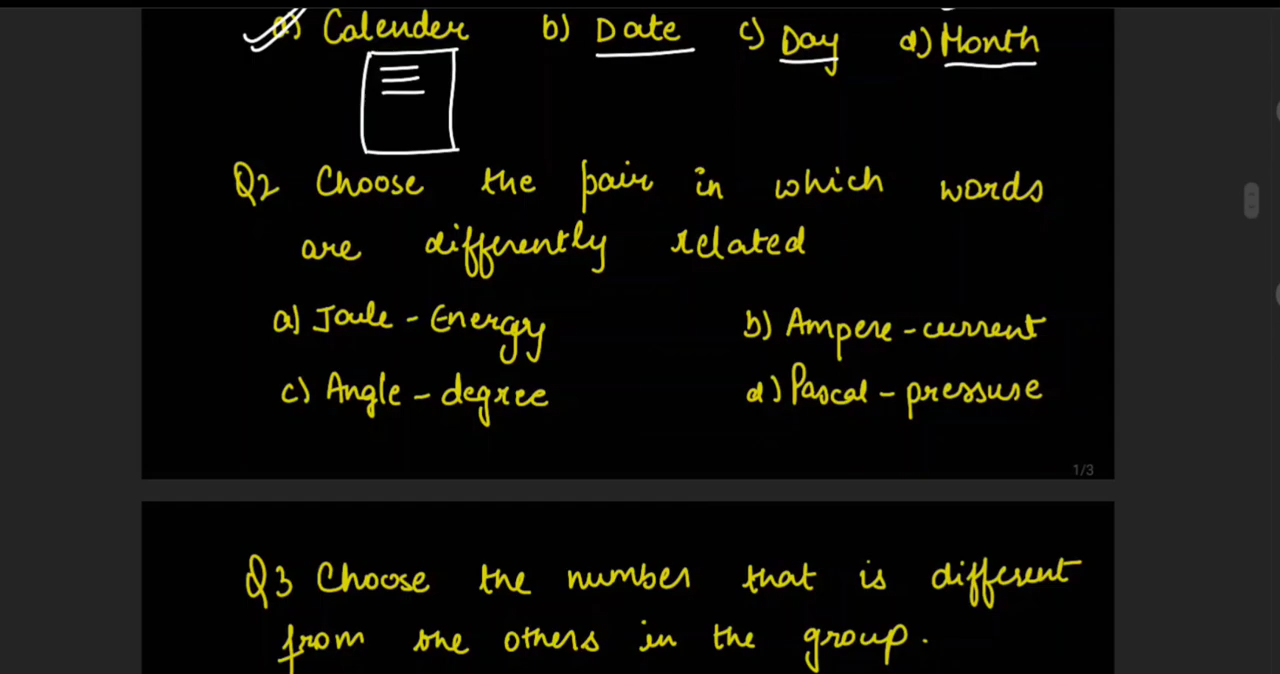 a) Calender b) Date c) Day d) Month
Q2 Choose the pair in which words
are differently related
a) Joule - Energy b) Ampere - current
c) Angle - degree d) Pascal - pressure
1/3
Q3 Choose the number that is different
from the others in the group.